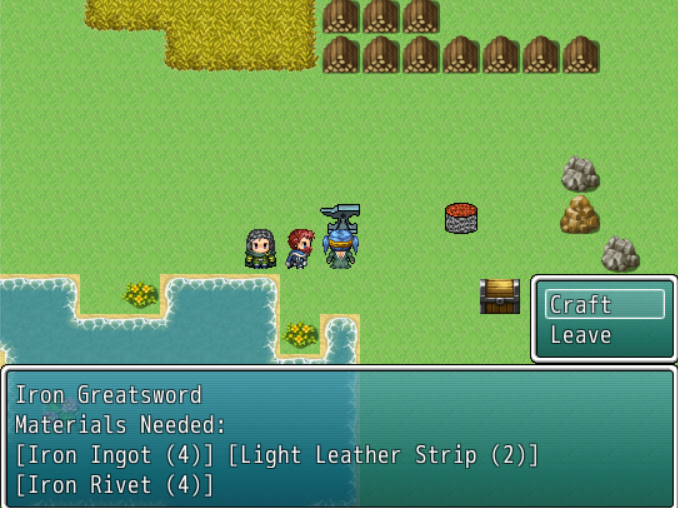 Craft
Leave
Iron Greatsword
Materials Needed:
[Iron Ingot (4)] [Light Leather Strip (2)]
[Iron Rivet (4)]